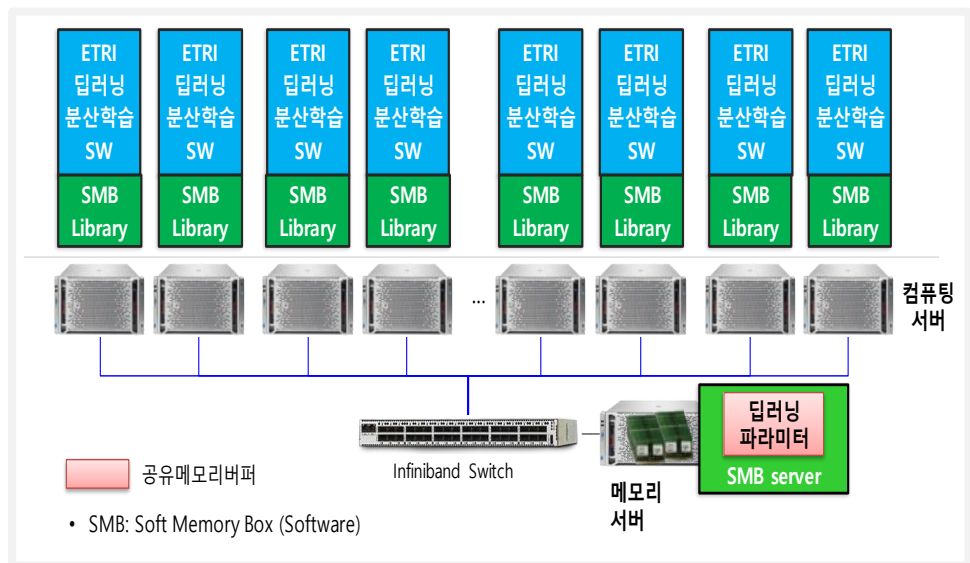 ETRI
딥러닝
분산학습
SW
SMB
Library
ETRI
딥러닝
분산학습
SW
SMB
Library
ETRI
딥러닝
분산학습
SW
SMB
Library
ETRI
딥러닝
분산학습
SW
SMB
Library
ETRI
딥러닝
분산학습
SW
SMB
Library
ETRI
딥러닝
분산학습
SW
SMB
Library
ETRI
딥러닝
분산학습
SW
SMB
Library
ETRI
딥러닝
분산학습
SW
SMB
Library
...
컴퓨팅
서버
딥러닝
파라미터
SMB server
Infiniband Switch
메모리
서버
공유메모리버퍼
• SMB: Soft Memory Box (Software)